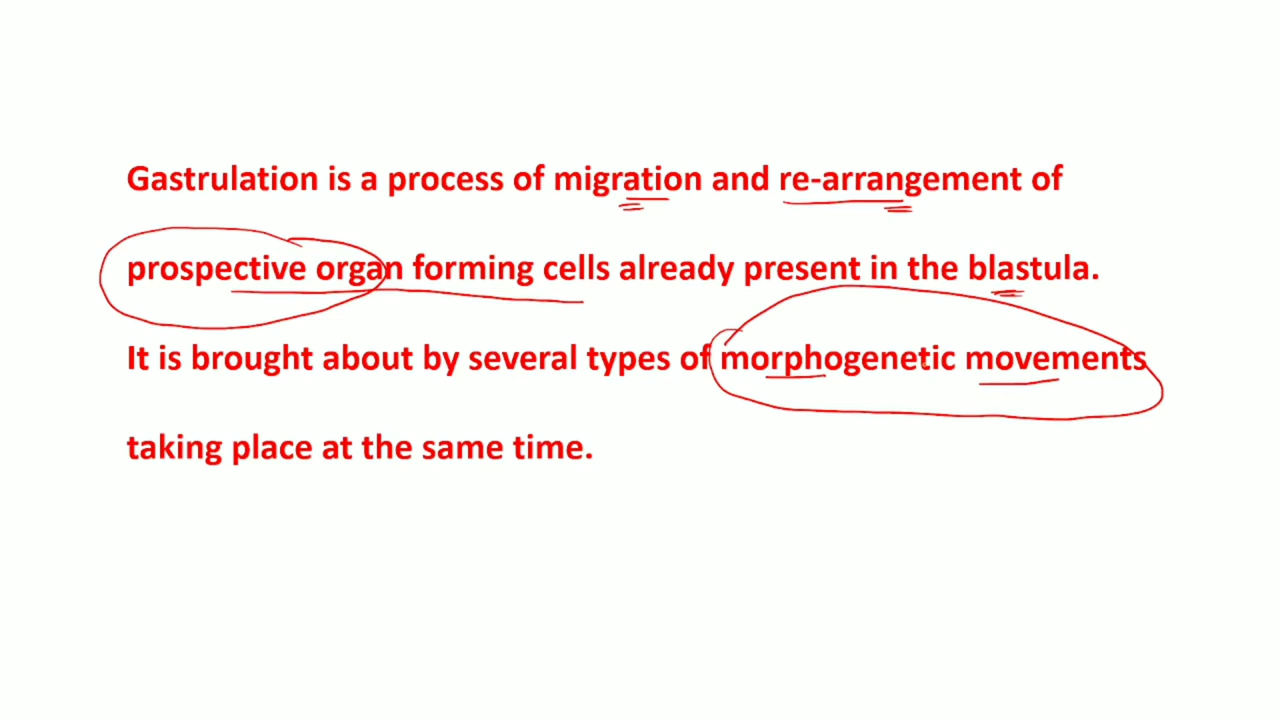 Gastrulation is a process of migration and re-arrangement of
prospective organ forming cells already present in the blastula.
It is brought about by several types of morphogenetic movements
taking place at the same time.